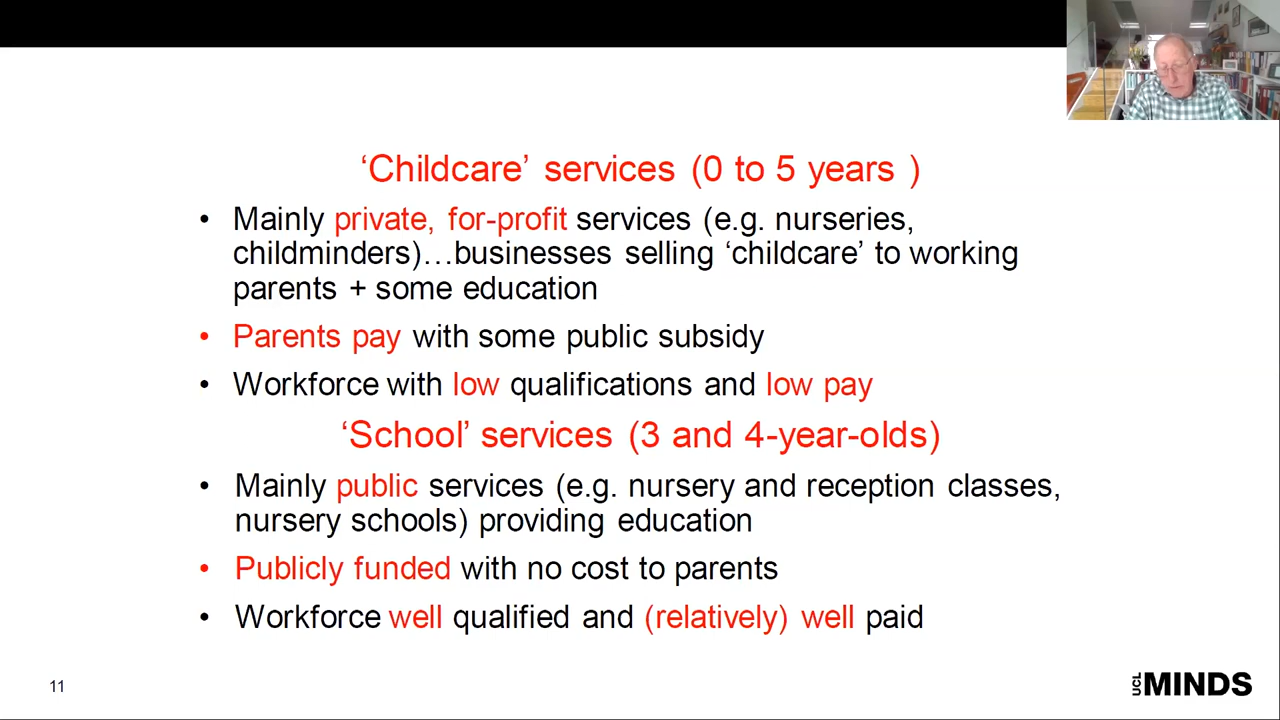 ‘Childcare’ services (0 to 5 years )
• Mainly private, for-profit services (e.g. nurseries,
childminders)…businesses selling ‘childcare’ to working
parents + some education
• Parents pay with some public subsidy
• Workforce with low qualifications and low pay
‘School’ services (3 and 4-year-olds)
• Mainly public services (e.g. nursery and reception classes,
nursery schools) providing education
• Publicly funded with no cost to parents
• Workforce well qualified and (relatively) well paid
11
UCL MINDS